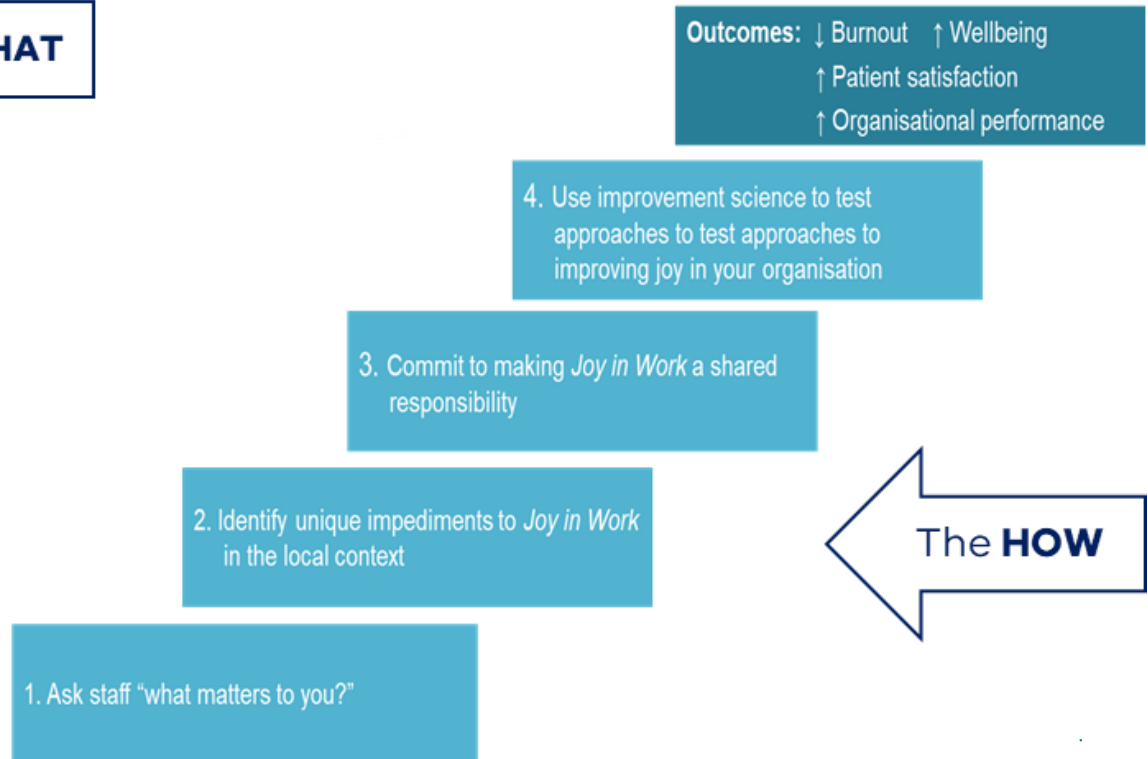 HAT
Outcomes: ↓ Burnout ↑ Wellbeing
↑ Patient satisfaction
↑ Organisational performance
4. Use improvement science to test
approaches to test approaches to
improving joy in your organisation
3. Commit to making Joy in Work a shared
responsibility
2. Identify unique impediments to Joy in Work
in the local context
The HOW
1. Ask staff “what matters to you?”